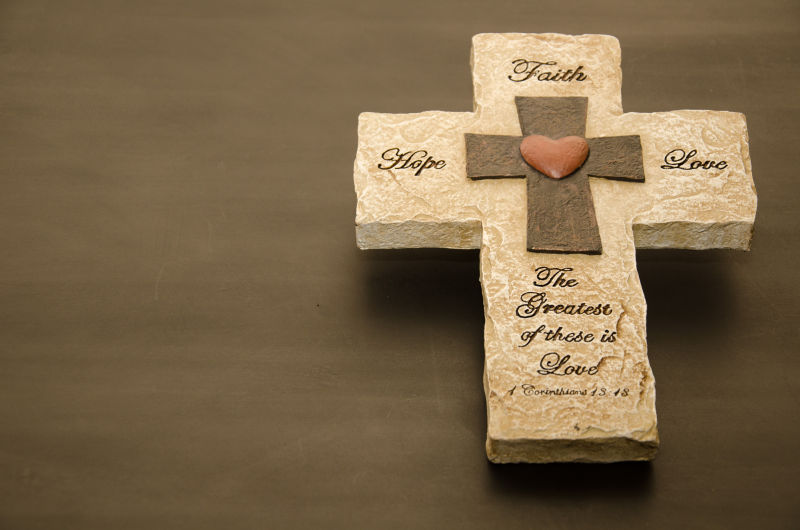 Faith
Hope
Love
The
Greatest
of these is
Love
1 Corinthians 13:13